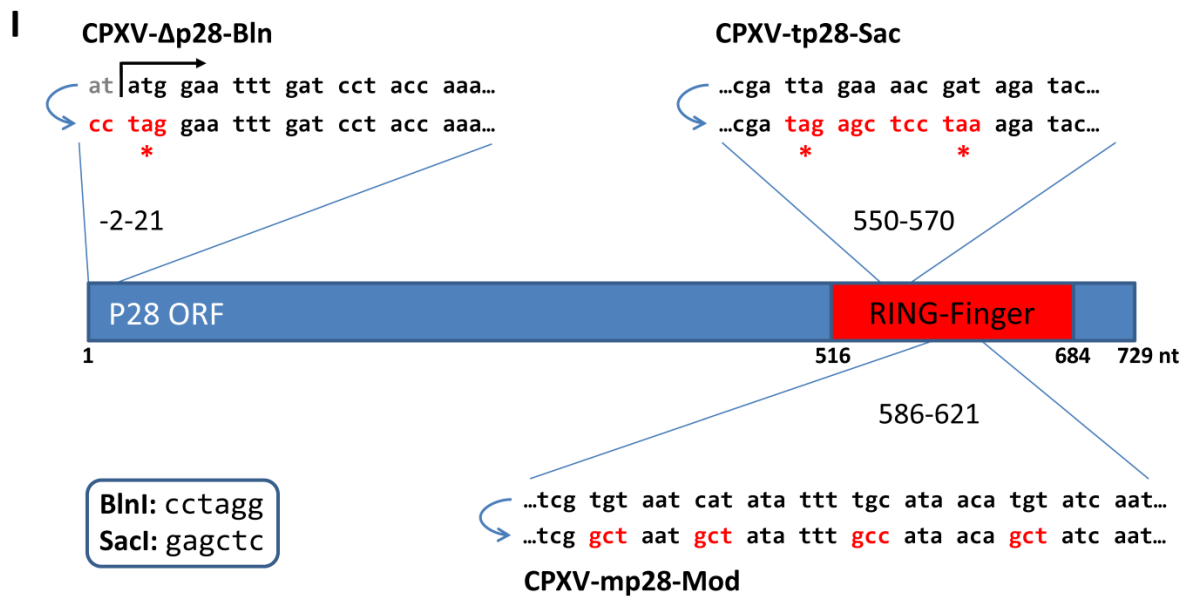 I
CPXV-Δp28-Bln
at atg gaa ttt gat cct acc aaa…
cc tag gaa ttt gat cct acc aaa…
*
-2-21
CPXV-tp28-Sac
…cga tta gaa aac gat aga tac…
…cga tag agc tcc taa aga tac…
* *
550-570
P28 ORF
RING-Finger
1 516 684 729 nt
586-621
BlnI: cctagg
SacI: gagctc
…tcg tgt aat cat ata ttt tgc ata aca tgt atc aat…
…tcg gct aat gct ata ttt gcc ata aca gct atc aat…
CPXV-mp28-Mod